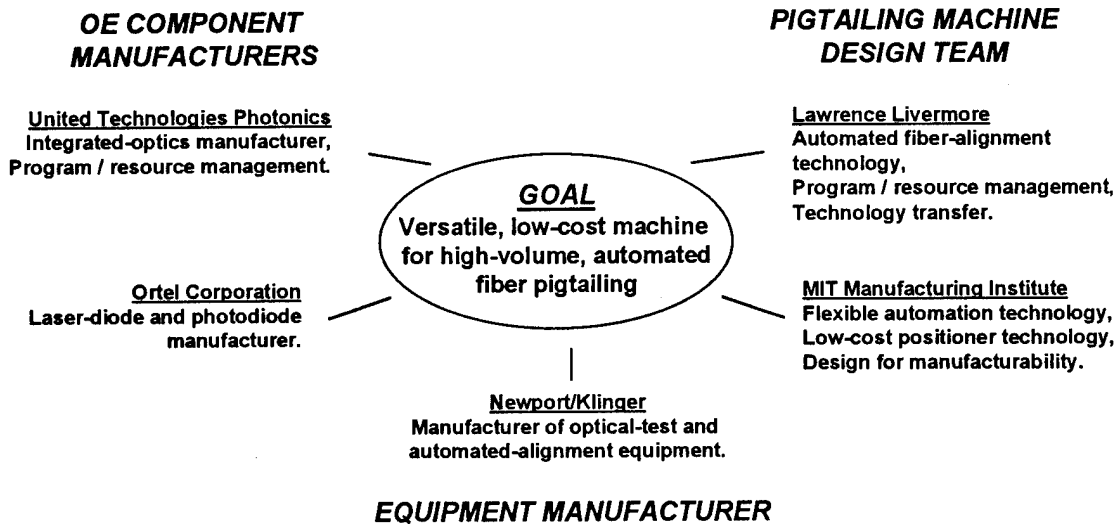 OE COMPONENT
MANUFACTURERS
United Technologies Photonics
Integrated-optics manufacturer,
Program / resource management.
Ortel Corporation
Laser-diode and photodiode
manufacturer.
GOAL
Versatile, low-cost machine
for high-volume, automated
fiber pigtailing
PIGTAILING MACHINE
DESIGN TEAM
Lawrence Livermore
Automated fiber-alignment
technology,
Program / resource management,
Technology transfer.
MIT Manufacturing Institute
Flexible automation technology,
Low-cost positioner technology,
Design for manufacturability.
Newport/Klinger
Manufacturer of optical-test and
automated-alignment equipment.
EQUIPMENT MANUFACTURER